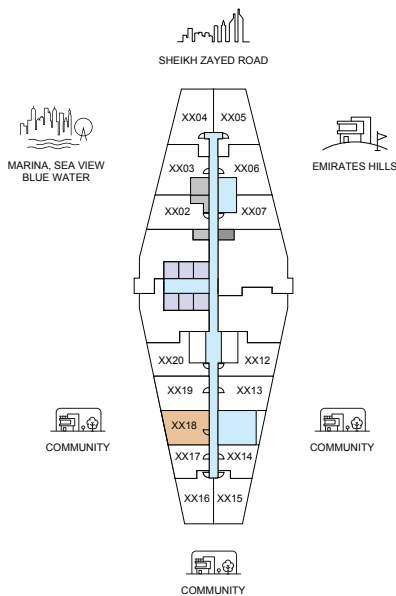 SHEIKH ZAYED ROAD
MARINA, SEA VIEW
BLUE WATER
EMIRATES HILLS
XX04 XX05
XX03 XX06
XX02 XX07
XX20 XX12
XX19 XX13
XX18
XX17 XX14
XX16 XX15
COMMUNITY
COMMUNITY
COMMUNITY